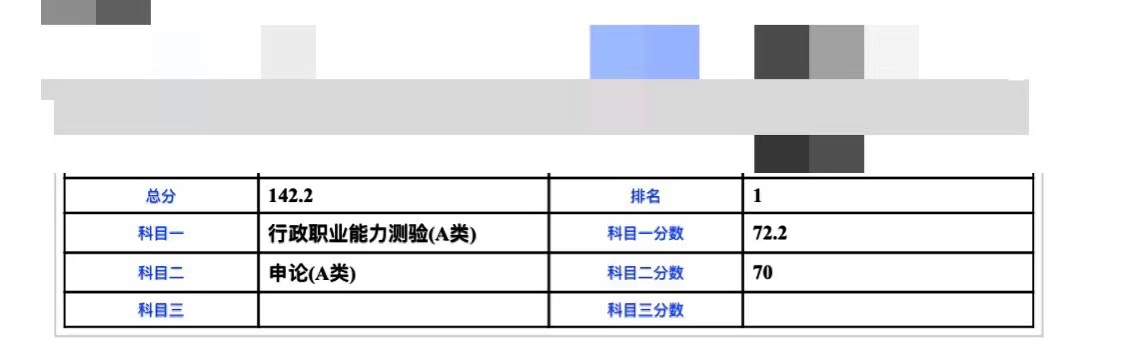 总分 142.2 排名 1
科目一 行政职业能力测验(A类) 科目一分数 72.2
科目二 申论(A类) 科目二分数 70
科目三 科目三分数